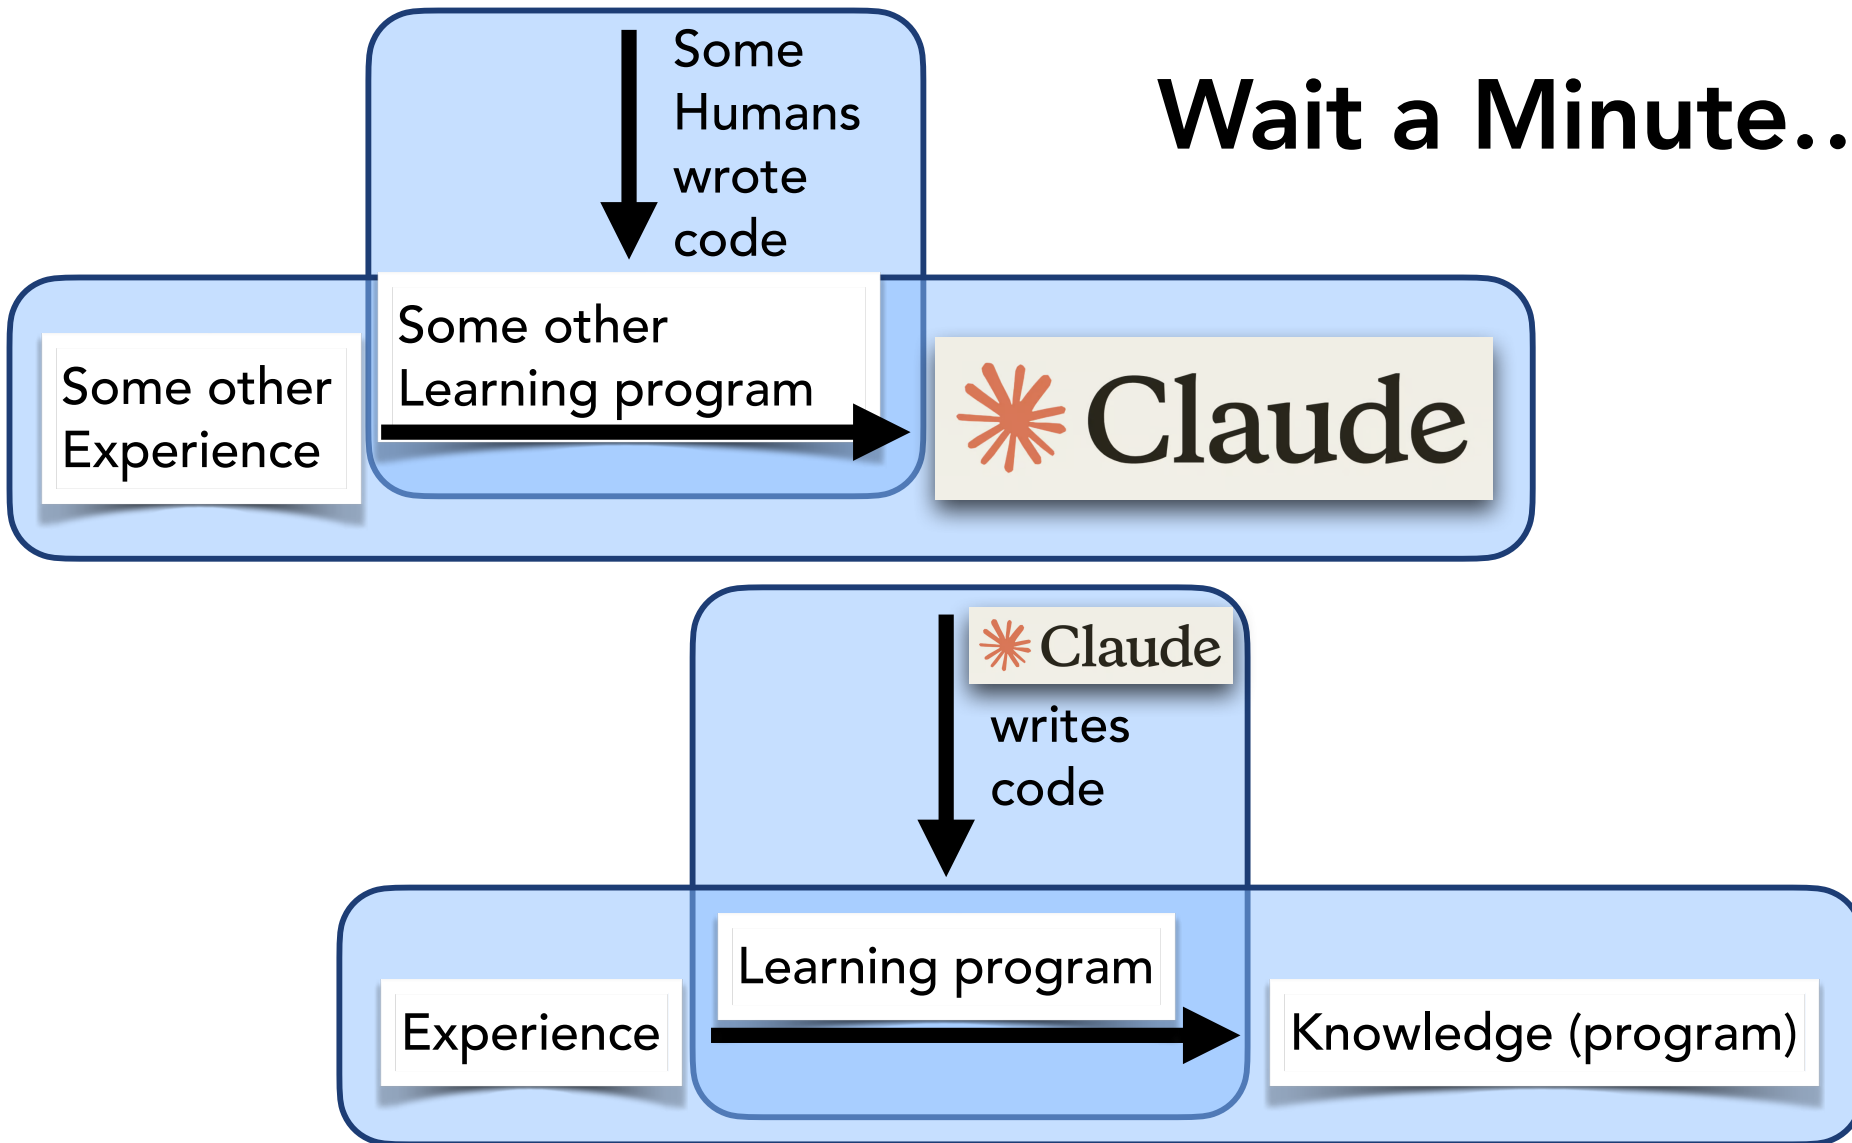 Wait a Minute..
Some
Humans
wrote
code
Some other
Learning program
Some other
Experience
Claude
Claude
writes
code
Learning program
Experience
Knowledge (program)